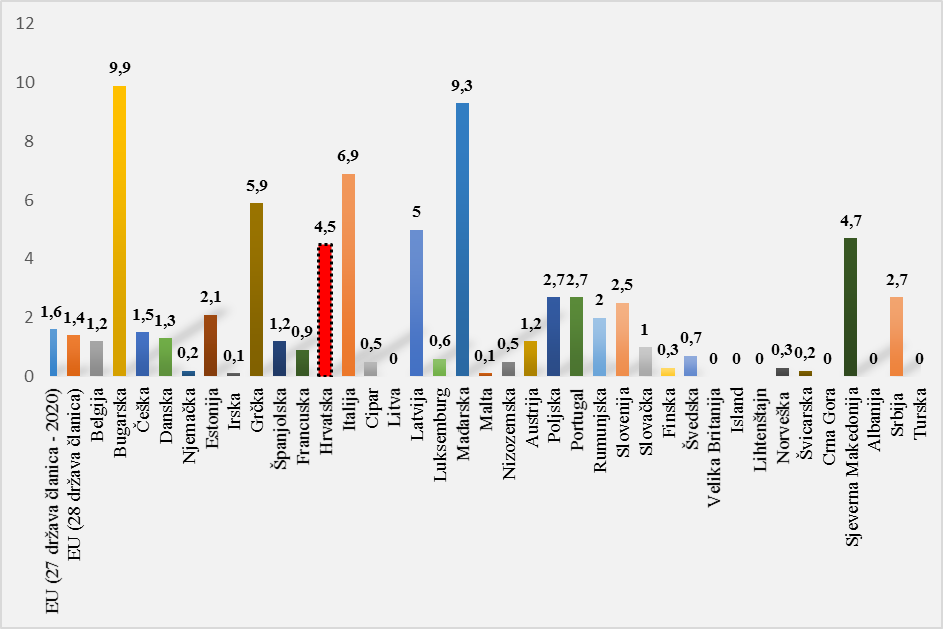 12
10
8
6
4
2
0
1,6
1,4
1,2
9,9
1,5
1,3
0,2
2,1
0,1
5,9
1,2
0,9
4,5
6,9
0,5
0
5
0,6
9,3
0,1
0,5
1,2
2,7
2,7
2
2,5
1
0,3
0,7
0
0
0
0,3
0,2
0
4,7
0
2,7
0
EU (27 država članica - 2020)
EU (28 država članica)
Belgija
Bugarska
Češka
Danska
Njemačka
Estonija
Irska
Grčka
Španjolska
Francuska
Hrvatska
Italija
Cipar
Litva
Latvija
Luksemburg
Mađarska
Malta
Nizozemska
Austrija
Poljska
Portugal
Rumunjska
Slovenija
Slovačka
Finska
Švedska
Velika Britanija
Island
Lihtenštajn
Norveška
Švicarska
Crna Gora
Sjeverna Makedonija
Albanija
Srbija
Turska